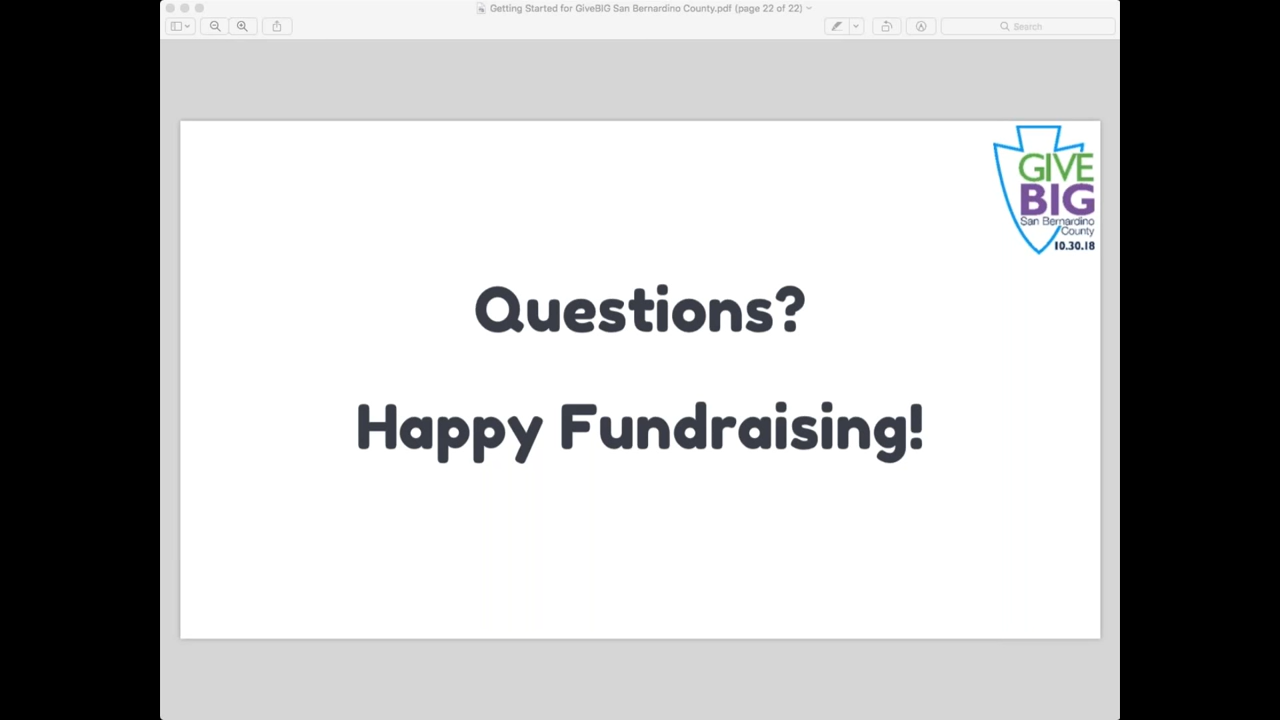 Getting Started for GiveBIG San Bernardino County.pdf (page 22 of 22)
Search
GIVE
BIG
San Bernardino
County
10.30.18
Questions?
Happy Fundraising!